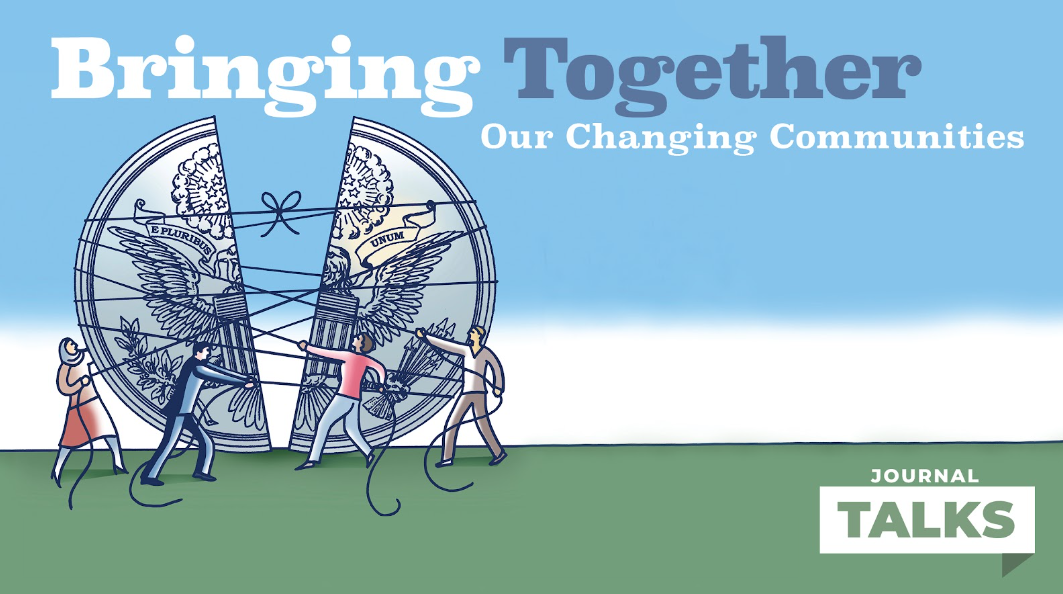 Bringing Together
Our Changing Communities
E PLURIBUS
UNUM
JOURNAL
TALKS